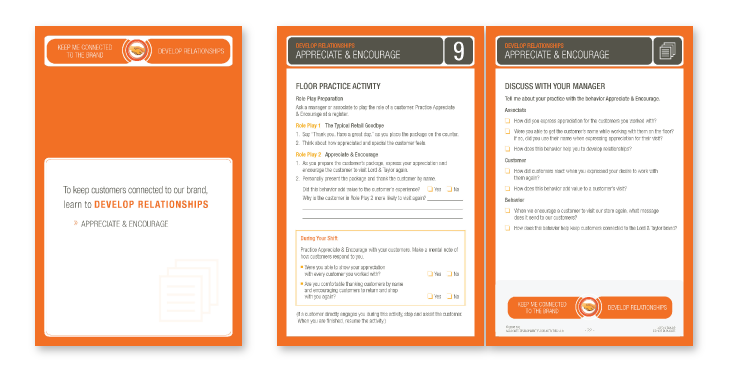 KEEP ME CONNECTED
TO THE BRAND
DEVELOP RELATIONSHIPS
To keep customers connected to our brand,
learn to DEVELOP RELATIONSHIPS
> APPRECIATE & ENCOURAGE
DEVELOP RELATIONSHIPS
APPRECIATE & ENCOURAGE
9
FLOOR PRACTICE ACTIVITY
Role Play Preparation
Ask a manager or associate to play the role of a customer. Practice Appreciate
& Encourage at a register.
Role Play 1 The Typical Retail Goodbye
1. Say "Thank you. Have a great day," as you place the package on the counter.
2. Think about how appreciated and special the customer feels.
Role Play 2 Appreciate & Encourage
1. As you prepare the customer's package, express your appreciation and
encourage the customer to visit Lord & Taylor again.
2. Personally present the package and thank the customer by name.
Did this behavior add value to the customer's experience? Yes No
Why is the customer in Role Play 2 more likely to visit again?
During Your Shift
Practice Appreciate & Encourage with your customers. Make a mental note of
how customers respond to you.
• Were you able to show your appreciation
with every customer you worked with? Yes No
• Are you comfortable thanking customers by name
and encouraging customers to return and shop
with you again? Yes No
(If a customer directly engages you during this activity, stop and assist the customer.
When you are finished, resume the activity.)
DEVELOP RELATIONSHIPS
APPRECIATE & ENCOURAGE
DISCUSS WITH YOUR MANAGER
Tell me about your practice with the behavior Appreciate & Encourage.
Associate
How did you express appreciation for the customers you worked with?
Were you able to get the customer's name while working with them on the floor?
If so, did you use their name when expressing appreciation for their visit?
How does this behavior help you to develop relationships?
Customer
How did customers react when you expressed your desire to work with
them again?
How does this behavior add value to a customer's visit?
Behavior
When we encourage a customer to visit our store again, what message
does it send to our customers?
How does this behavior help keep customers connected to the Lord & Taylor brand?
KEEP ME CONNECTED
TO THE BRAND
DEVELOP RELATIONSHIPS